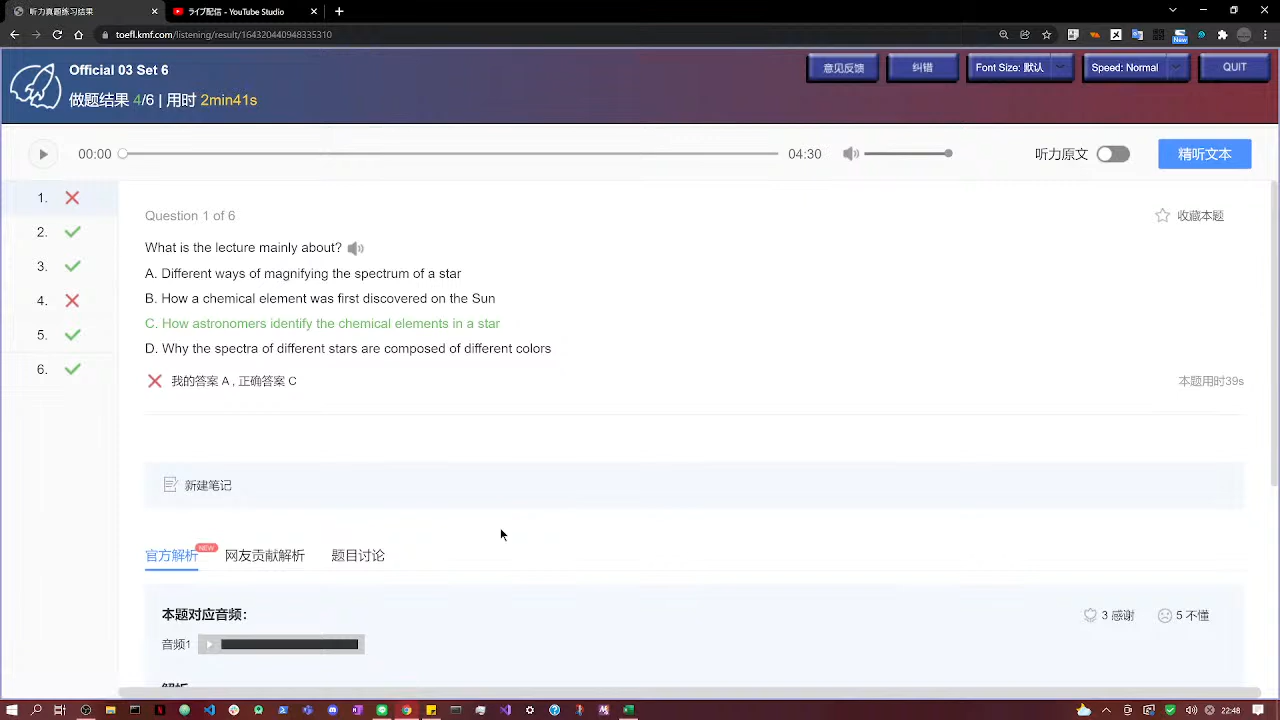 听力真题练习结果
ライブ配信 - YouTube Studio
toefl.kmf.com/listening/result/164320440948335310
New
Official 03 Set 6
做题结果 4/6 | 用时 2min41s
意见反馈
纠错
Font Size: 默认
Speed: Normal
QUIT
00:00
04:30
听力原文
精听文本
1.
2.
3.
4.
5.
6.
Question 1 of 6
收藏本题
What is the lecture mainly about?
A. Different ways of magnifying the spectrum of a star
B. How a chemical element was first discovered on the Sun
C. How astronomers identify the chemical elements in a star
D. Why the spectra of different stars are composed of different colors
我的答案 A , 正确答案 C
本题用时39s
新建笔记
官方解析 NEW 网友贡献解析 题目讨论
本题对应音频:
3 感谢 5 不懂
音频1
解析
22:48